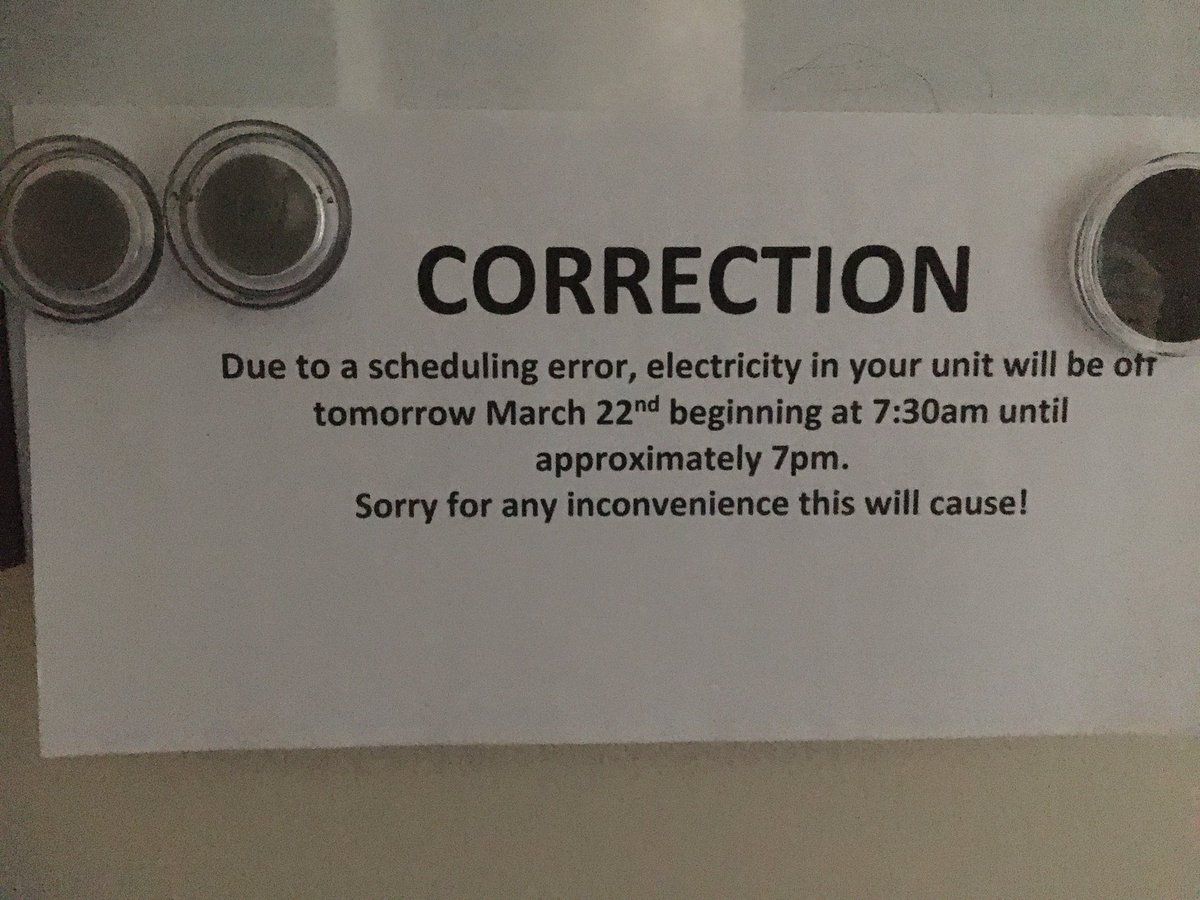 CORRECTION
Due to a scheduling error, electricity in your unit will be off
tomorrow March 22nd beginning at 7:30am until
approximately 7pm.
Sorry for any inconvenience this will cause!